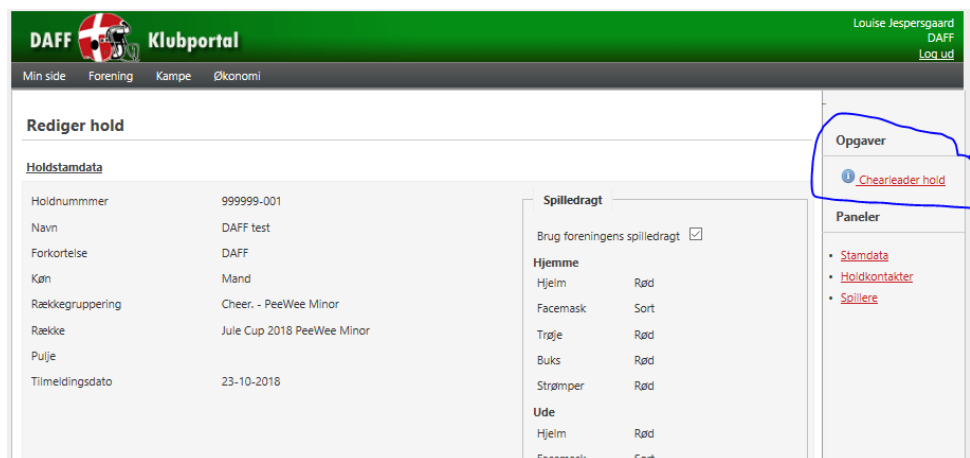 DAFF Klubportal
Louise Jespersgaard
DAFF
Log ud
Min side Forening Kampe Økonomi
Rediger hold
Holdstamdata
Holdnummmer 999999-001
Navn DAFF test
Forkortelse DAFF
Køn Mand
Rækkegruppering Cheer. - PeeWee Minor
Række Jule Cup 2018 PeeWee Minor
Pulje
Tilmeldingsdato 23-10-2018
Spilledragt
Brug foreningens spilledragt
Hjemme
Hjelm Rød
Facemask Sort
Trøje Rød
Buks Rød
Strømper Rød
Ude
Hjelm Rød
Facemask Sort
Opgaver
Chearleader hold
Paneler
Stamdata
Holdkontakter
Spillere